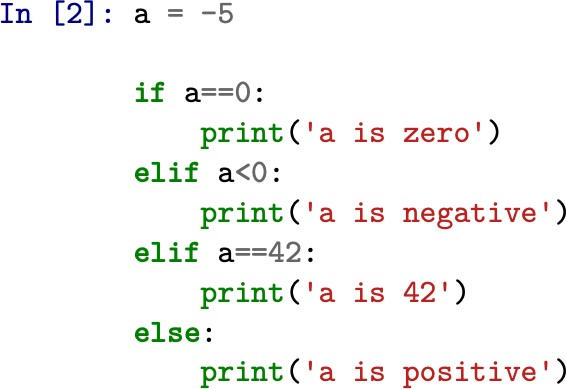 In [2]: a = -5
if a==0:
print('a is zero')
elif a<0:
print('a is negative')
elif a==42:
print('a is 42')
else:
print('a is positive')